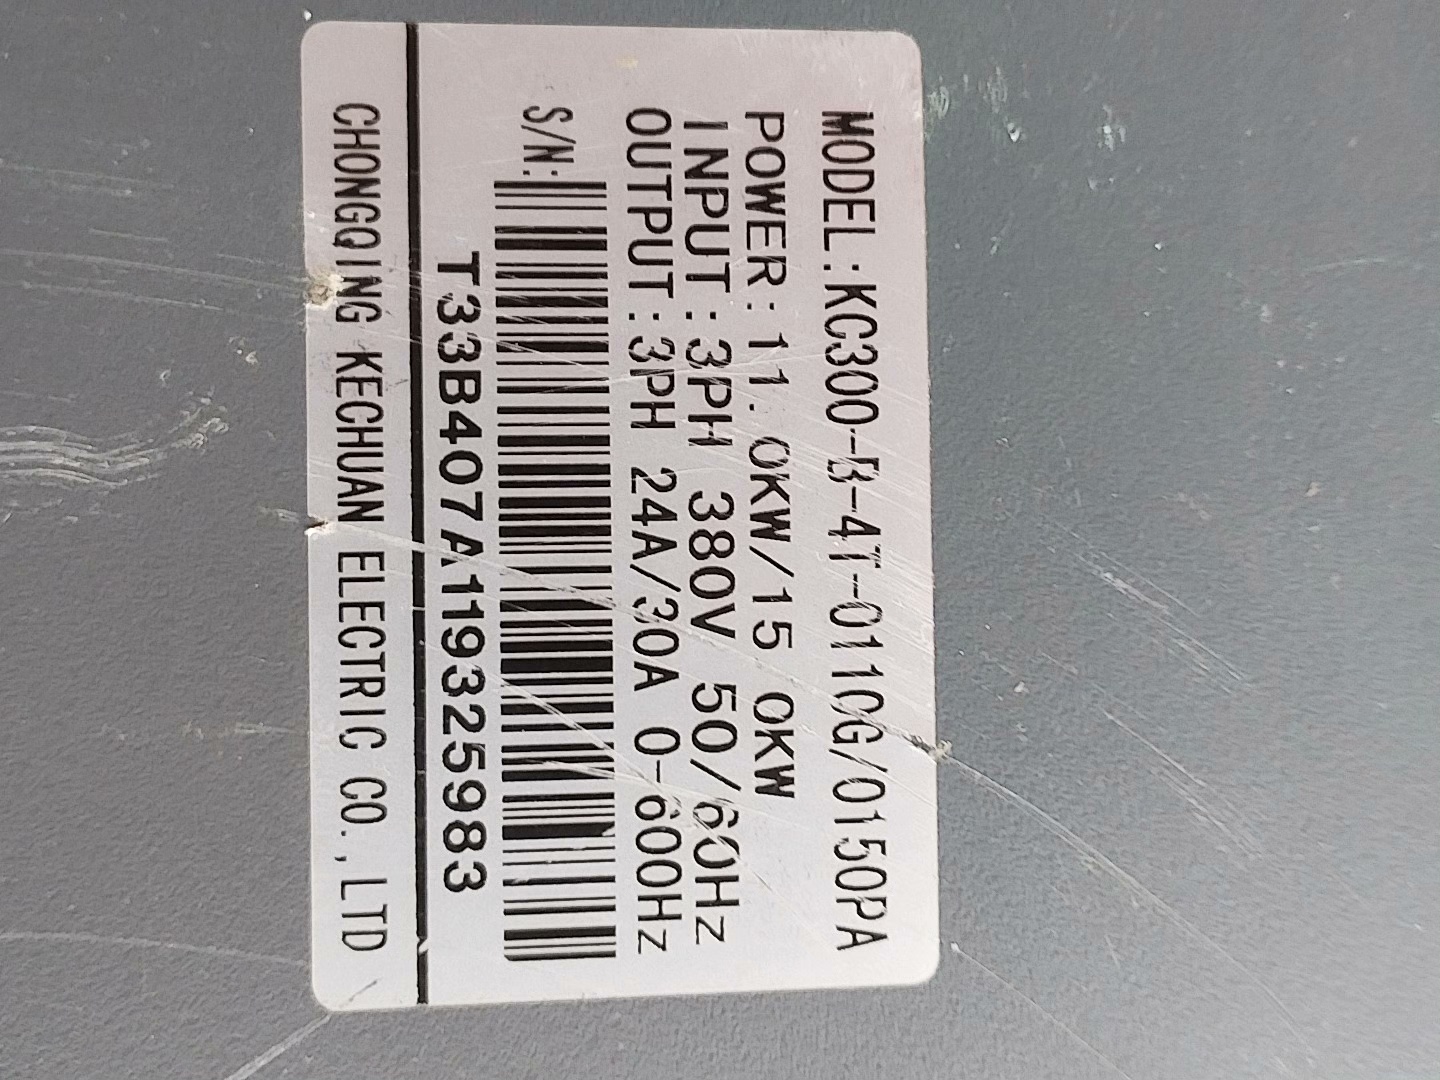 MODEL:KC300-B-4T-0110G/0150PA
POWER:11.0KW/15 0KW
INPUT:3PH 380V 50/60Hz
OUTPUT:3PH 24A/30A 0-600Hz
S/N:
T33B407A119325983
CHONGQING KECHUAN ELECTRIC CO.,LTD